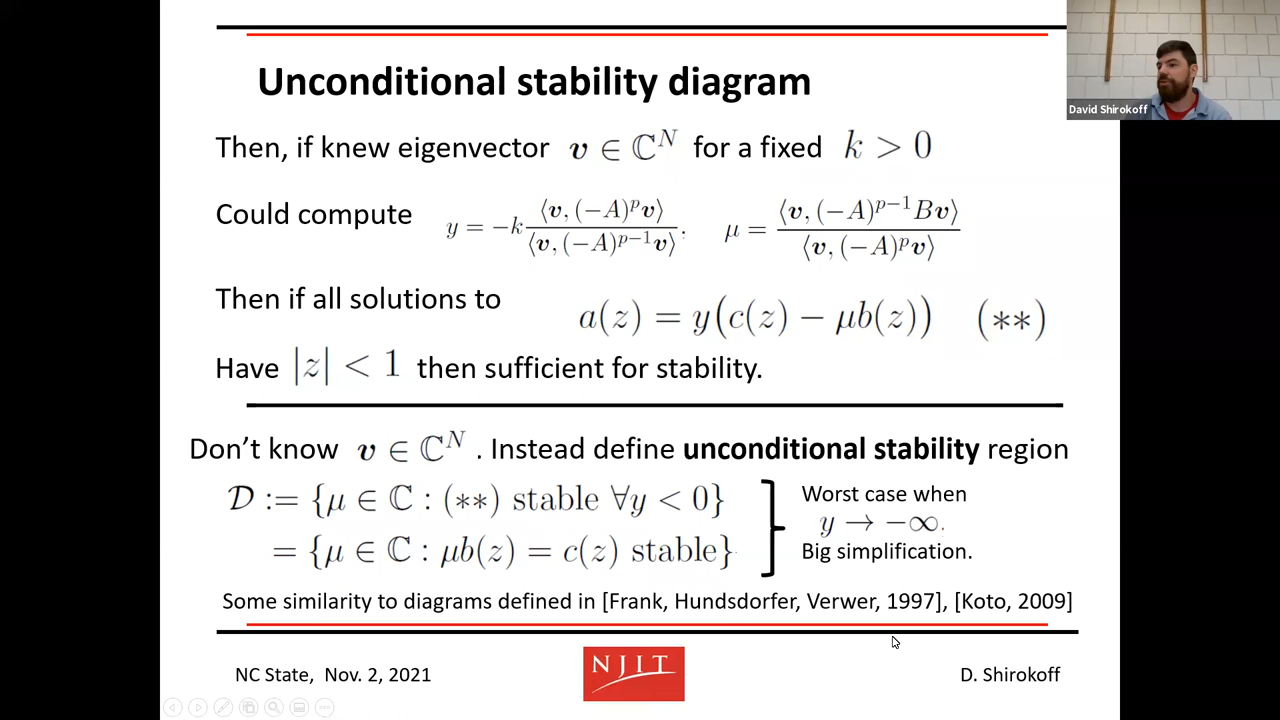 Unconditional stability diagram
David Shirokoff
Then, if knew eigenvector v ∈ ℂ^N for a fixed k > 0
Could compute y = −k ⟨v, (−A)^p v⟩ / ⟨v, (−A)^{p−1} v⟩. μ = ⟨v, (−A)^{p−1} B v⟩ / ⟨v, (−A)^p v⟩
Then if all solutions to a(z) = y(c(z) − μb(z)) (**)
Have |z| < 1 then sufficient for stability.
Don't know v ∈ ℂ^N . Instead define unconditional stability region
𝒟 := {μ ∈ ℂ : (**) stable ∀y < 0}
= {μ ∈ ℂ : μb(z) = c(z) stable}
Worst case when
y → −∞.
Big simplification.
Some similarity to diagrams defined in [Frank, Hundsdorfer, Verwer, 1997], [Koto, 2009]
NC State, Nov. 2, 2021
NJIT
D. Shirokoff